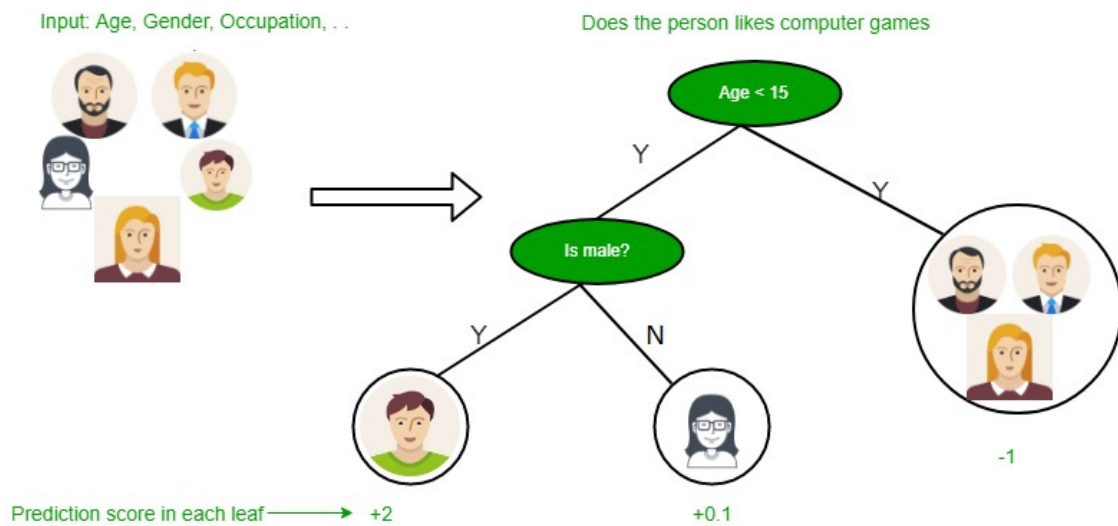 Input: Age, Gender, Occupation, . .
Does the person likes computer games
Age < 15
Y
Y
Is male?
Y
N
-1
Prediction score in each leaf
+2
+0.1